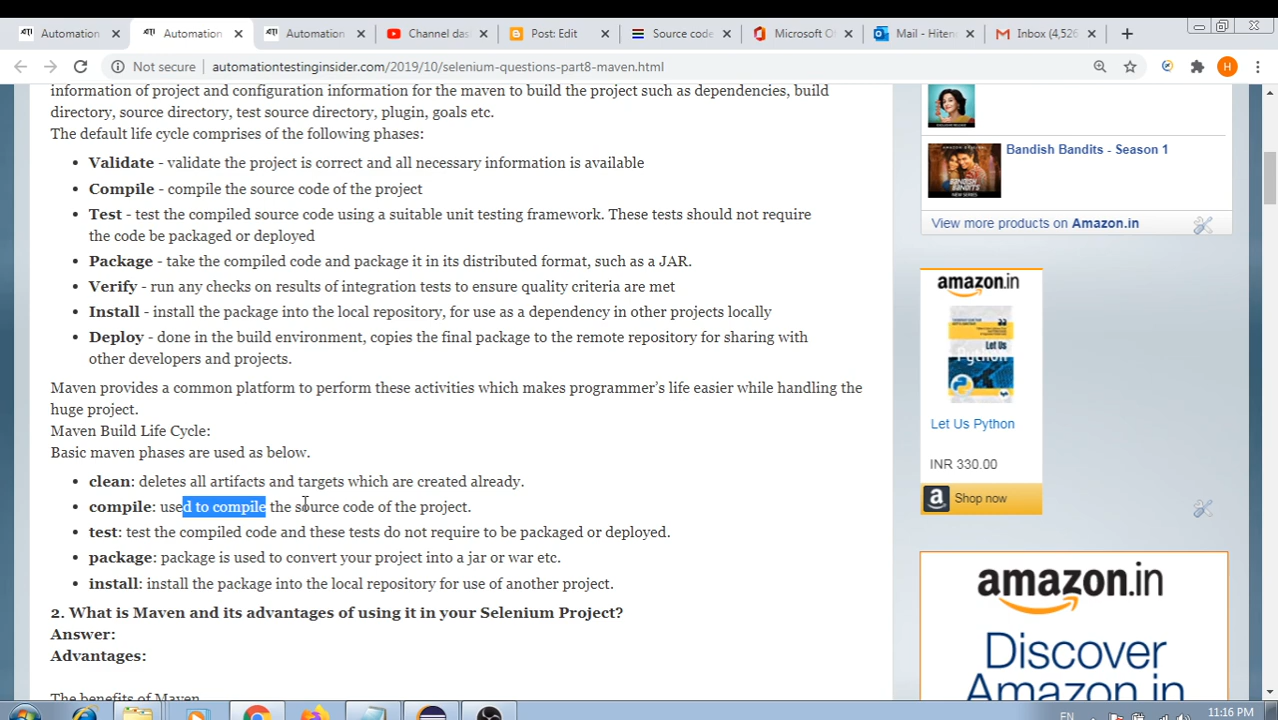 Automation
Automation
Automation
Channel das
Post: Edit
Source code
Microsoft O
Mail - Hiten
Inbox (4,526
Not secure
automationtestinginsider.com/2019/10/selenium-questions-part8-maven.html
H
information of project and configuration information for the maven to build the project such as dependencies, build
directory, source directory, test source directory, plugin, goals etc.
The default life cycle comprises of the following phases:
Validate - validate the project is correct and all necessary information is available
Compile - compile the source code of the project
Test - test the compiled source code using a suitable unit testing framework. These tests should not require
the code be packaged or deployed
Package - take the compiled code and package it in its distributed format, such as a JAR.
Verify - run any checks on results of integration tests to ensure quality criteria are met
Install - install the package into the local repository, for use as a dependency in other projects locally
Deploy - done in the build environment, copies the final package to the remote repository for sharing with
other developers and projects.
Maven provides a common platform to perform these activities which makes programmer's life easier while handling the
huge project.
Maven Build Life Cycle:
Basic maven phases are used as below.
clean: deletes all artifacts and targets which are created already.
compile: used to compile the source code of the project.
test: test the compiled code and these tests do not require to be packaged or deployed.
package: package is used to convert your project into a jar or war etc.
install: install the package into the local repository for use of another project.
2. What is Maven and its advantages of using it in your Selenium Project?
Answer:
Advantages:
The benefits of Maven
Bandish Bandits - Season 1
View more products on Amazon.in
amazon.in
Let Us
Python
Let Us Python
INR 330.00
Shop now
amazon.in
Discover
Amazon.in
EN
11:16 PM